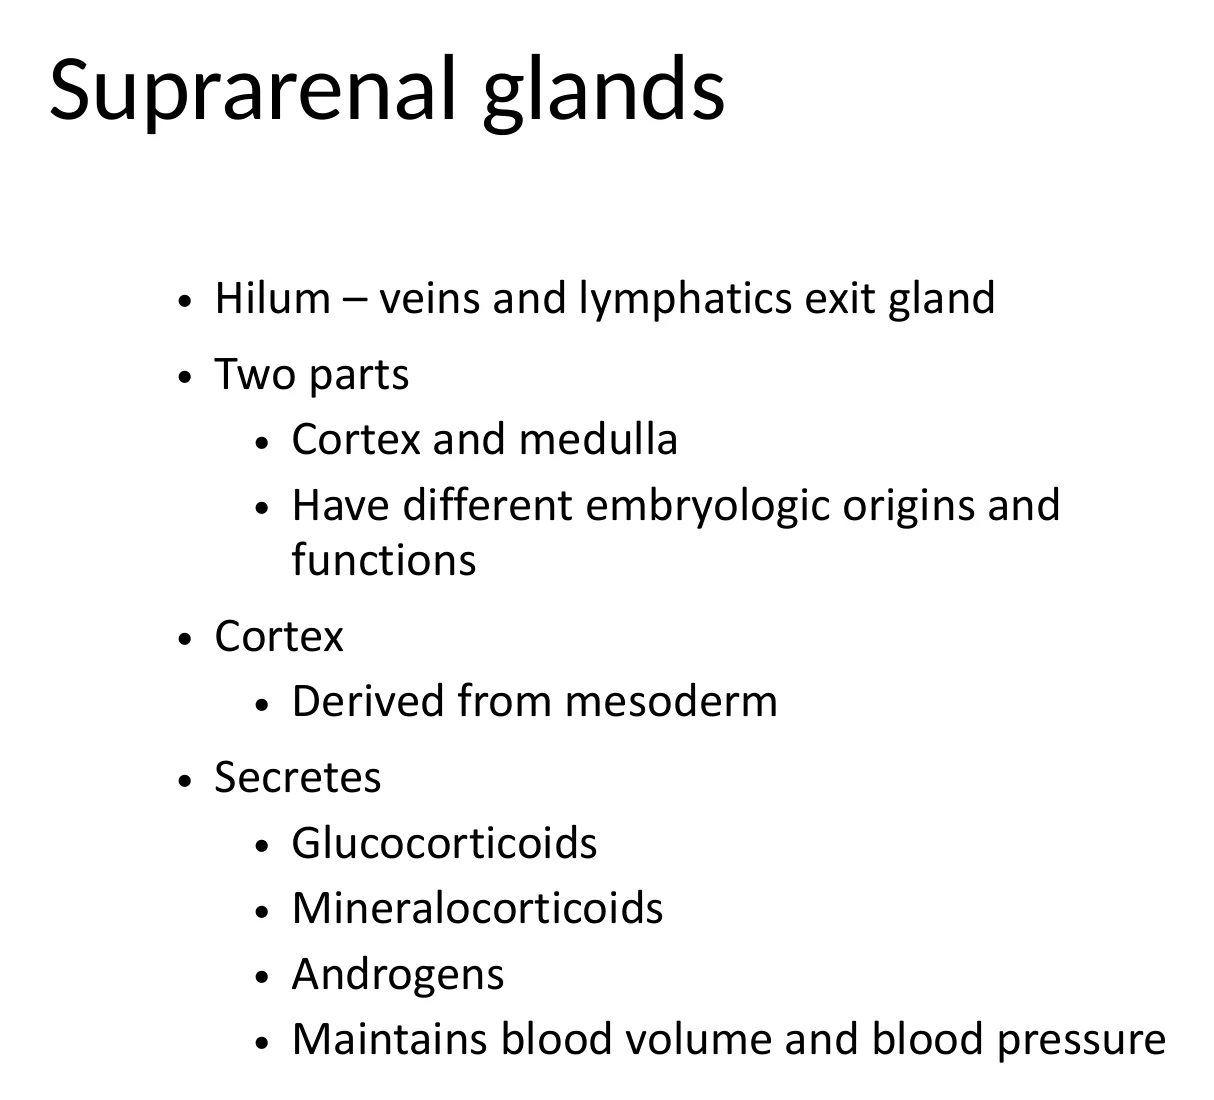 Suprarenal glands
• Hilum – veins and lymphatics exit gland
• Two parts
• Cortex and medulla
• Have different embryologic origins and
functions
• Cortex
• Derived from mesoderm
• Secretes
• Glucocorticoids
• Mineralocorticoids
• Androgens
• Maintains blood volume and blood pressure